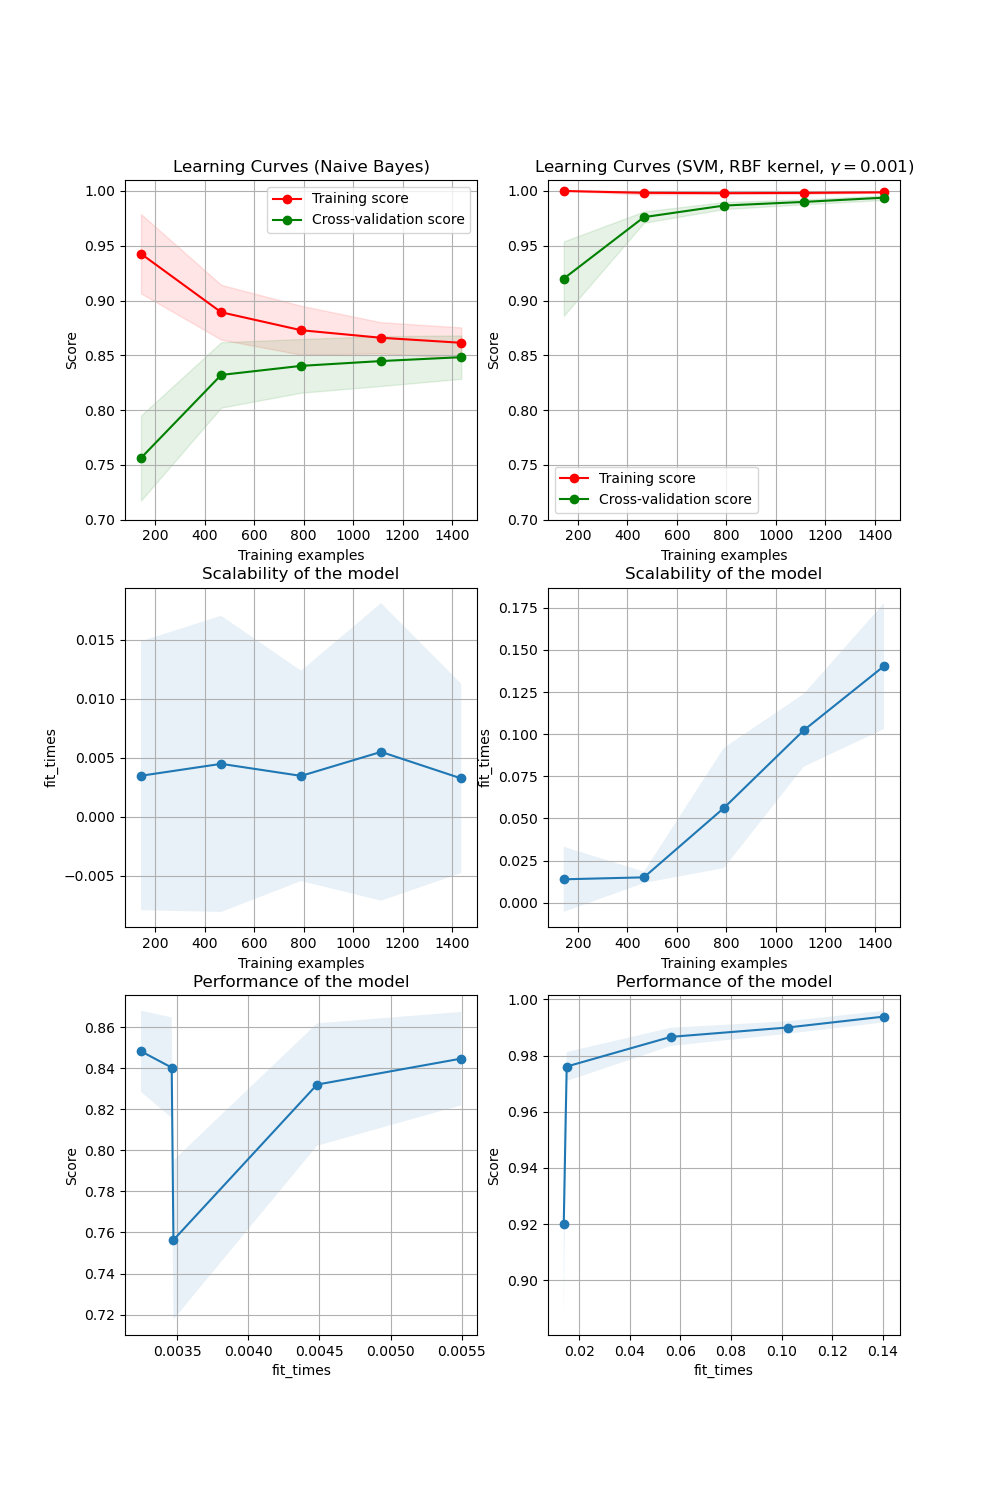 Learning Curves (Naive Bayes)
1.00
0.95
0.90
0.85
0.80
0.75
0.70
Score
Training score
Cross-validation score
200 400 600 800 1000 1200 1400
Training examples
Learning Curves (SVM, RBF kernel, γ = 0.001)
1.00
0.95
0.90
0.85
0.80
0.75
0.70
Score
Training score
Cross-validation score
200 400 600 800 1000 1200 1400
Training examples
Scalability of the model
0.015
0.010
0.005
0.000
−0.005
fit_times
200 400 600 800 1000 1200 1400
Training examples
Scalability of the model
0.175
0.150
0.125
0.100
0.075
0.050
0.025
0.000
fit_times
200 400 600 800 1000 1200 1400
Training examples
Performance of the model
0.86
0.84
0.82
0.80
0.78
0.76
0.74
0.72
Score
0.0035 0.0040 0.0045 0.0050 0.0055
fit_times
Performance of the model
1.00
0.98
0.96
0.94
0.92
0.90
Score
0.02 0.04 0.06 0.08 0.10 0.12 0.14
fit_times